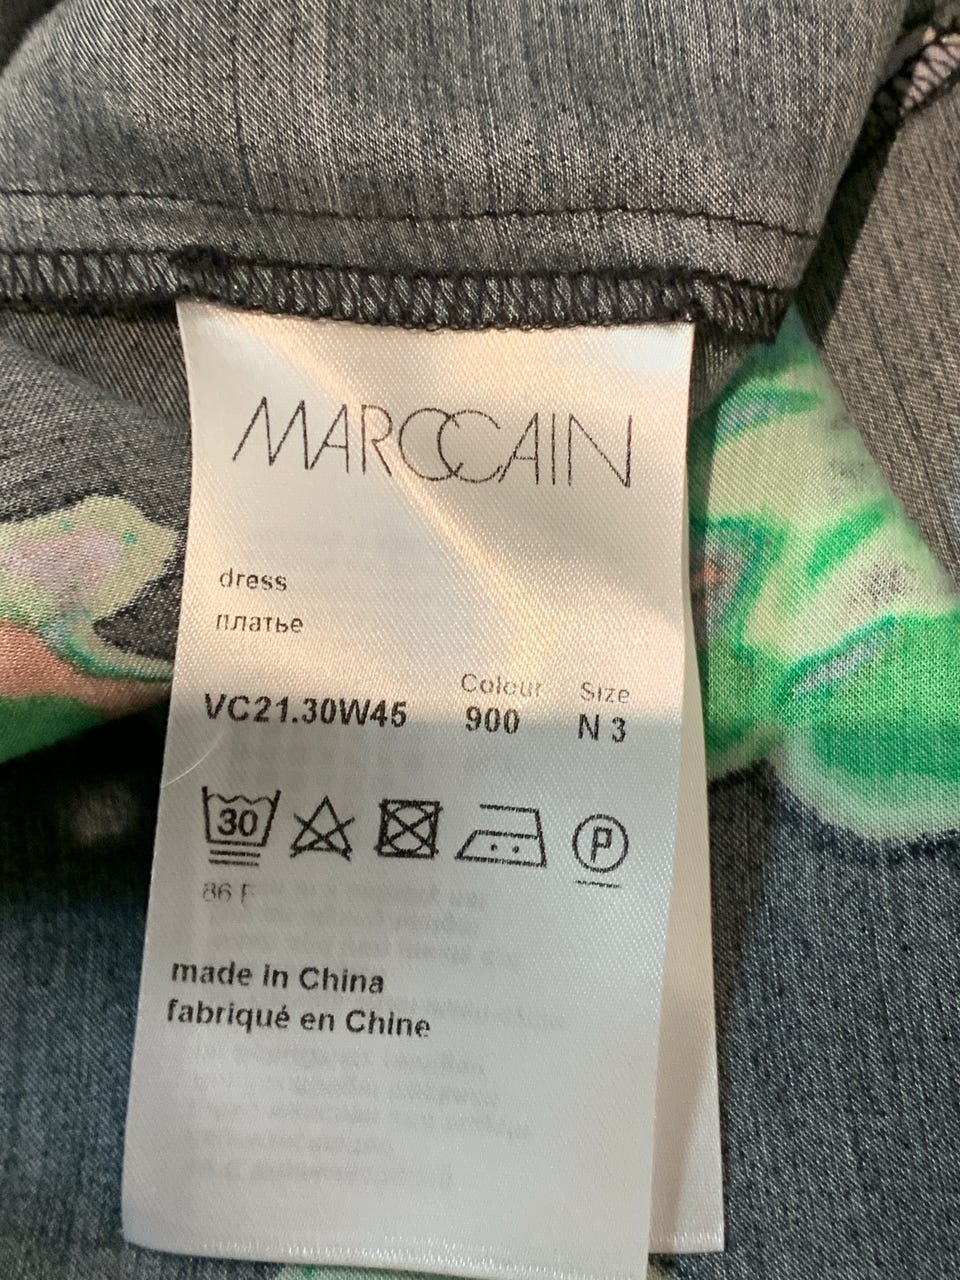 MARCCAIN
dress
платье
Colour Size
VC21.30W45 900 N 3
30
P
86 F
made in China
fabriqué en Chine